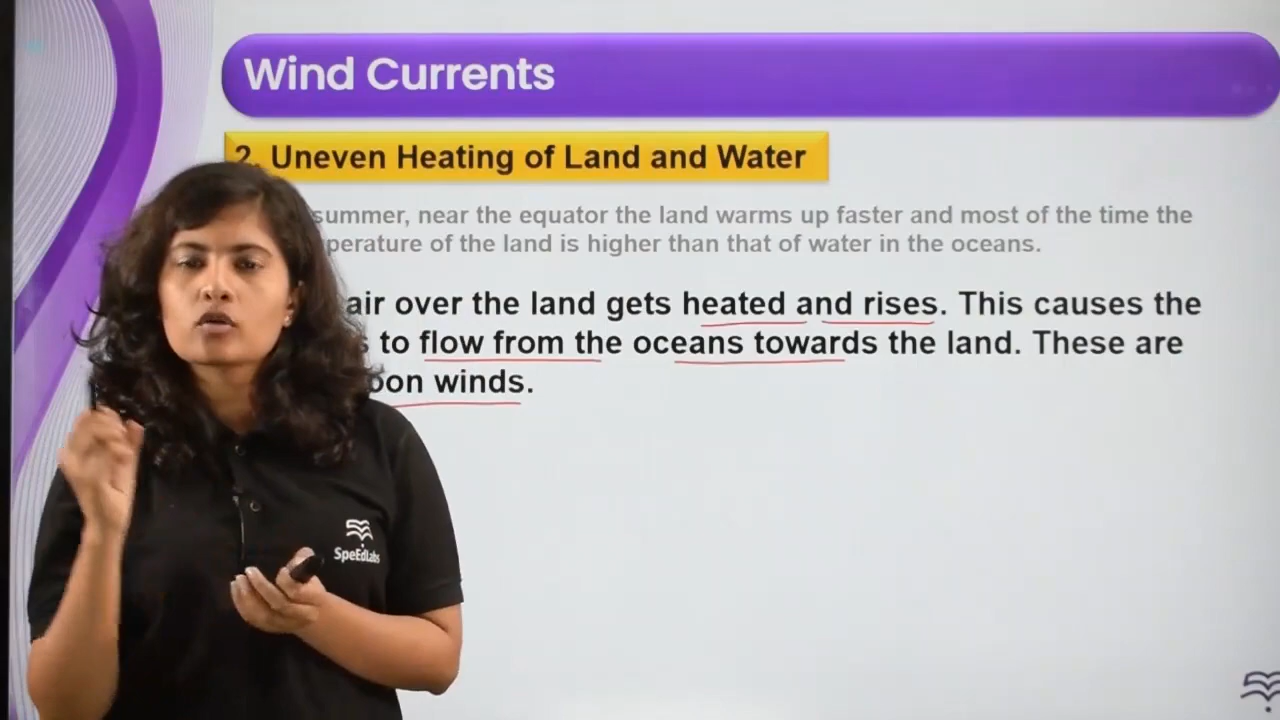 Wind Currents
2. Uneven Heating of Land and Water
summer, near the equator the land warms up faster and most of the time the
perature of the land is higher than that of water in the oceans.
air over the land gets heated and rises. This causes the
to flow from the oceans towards the land. These are
oon winds.
SpeEdLabs